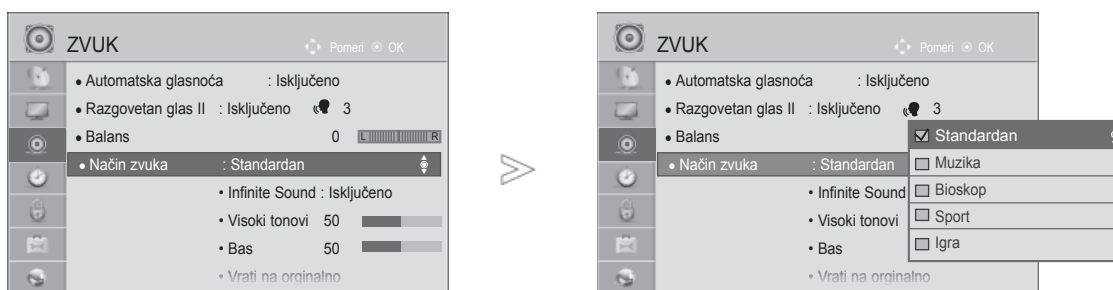 ZVUK
Pomeri OK
• Automatska glasnoća : Isključeno
• Razgovetan glas II : Isključeno 3
• Balans 0 L R
• Način zvuka : Standardan
• Infinite Sound : Isključeno
• Visoki tonovi 50
• Bas 50
• Vrati na orginalno
ZVUK
Pomeri OK
• Automatska glasnoća : Isključeno
• Razgovetan glas II : Isključeno 3
• Balans
• Način zvuka : Standardan
• Infinite Sound
• Visoki tonovi
• Bas
• Vrati na orginalno
Standardan
Muzika
Bioskop
Sport
Igra